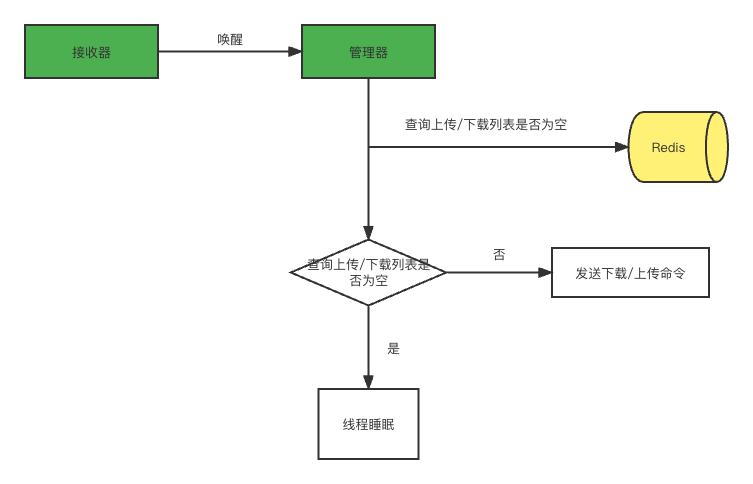 接收器
唤醒
管理器
查询上传/下载列表是否为空
Redis
查询上传/下载列表是
否为空
否
发送下载/上传命令
是
线程睡眠